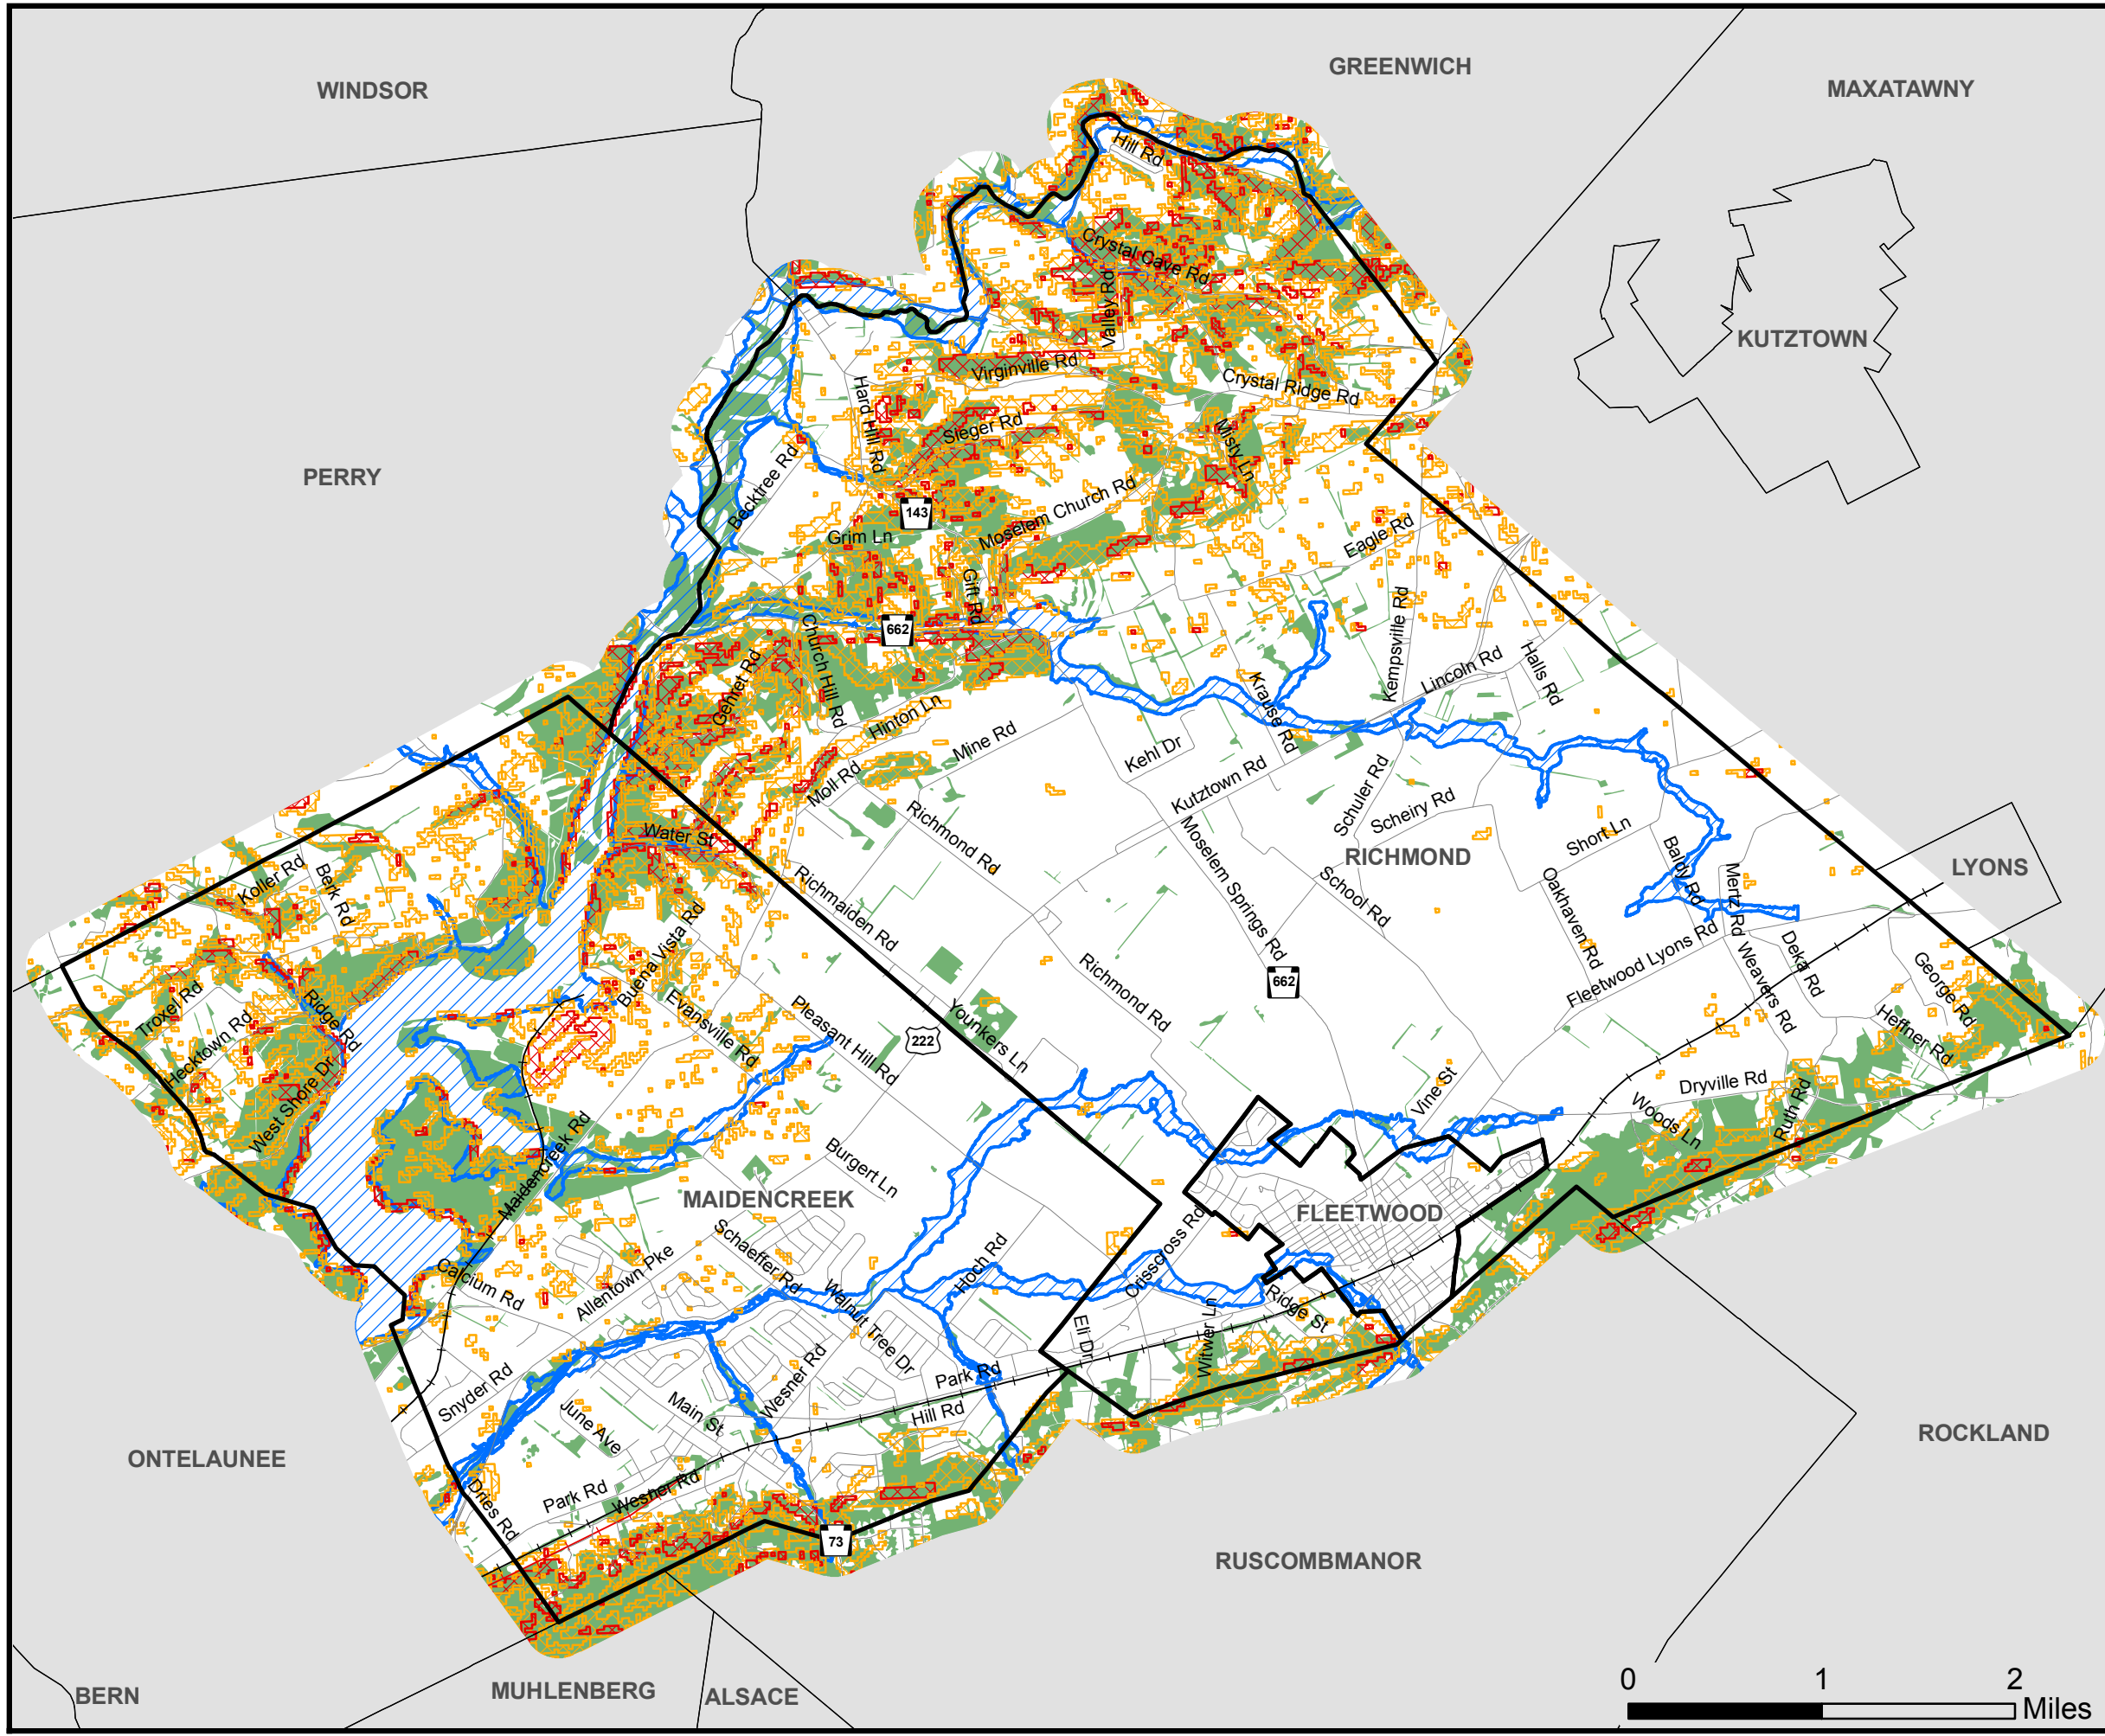 GREENWICH
WINDSOR
MAXATAWNY
Hill Rd
Crystal Cave Rd
Valley Rd
KUTZTOWN
Virginville Rd
Crystal Ridge Rd
Hard Hill Rd
Sieger Rd
Misty Ln
PERRY
Becktree Rd
143
Moselem Church Rd
Grim Ln
Eagle Rd
Gift Rd
662
Kempsville Rd
Church Hill Rd
Gehret Rd
Lincoln Rd
Halls Rd
Krause Rd
Hinton Ln
Mine Rd
Kehl Dr
Moll Rd
Kutztown Rd
Schuler Rd
Scheiry Rd
Water St
Richmond Rd
Moselem Springs Rd
Short Ln
RICHMOND
Baldy Rd
LYONS
Koller Rd
Berk Rd
Richmaiden Rd
School Rd
Oakhaven Rd
Mertz Rd
Buena Vista Rd
Fleetwood Lyons Rd
Weavers Rd
Deka Rd
George Rd
Richmond Rd
662
Troxel Rd
Ridge Rd
Evansville Rd
Pleasant Hill Rd
Younkers Ln
222
Hecktown Rd
Heffner Rd
West Shore Dr
Vine St
Dryville Rd
Woods Ln
Ruth Rd
Maidencreek Rd
Burgert Ln
MAIDENCREEK
FLEETWOOD
Crisscross Rd
Schaeffer Rd
Hoch Rd
Calcium Rd
Allentown Pke
Walnut Tree Dr
Ridge St
Eli Dr
Witwer Ln
Snyder Rd
Wesner Rd
Park Rd
Main St
June Ave
Hill Rd
ROCKLAND
ONTELAUNEE
Park Rd
Wesner Rd
Dries Rd
73
RUSCOMBMANOR
BERN
MUHLENBERG
ALSACE
0 1 2
Miles